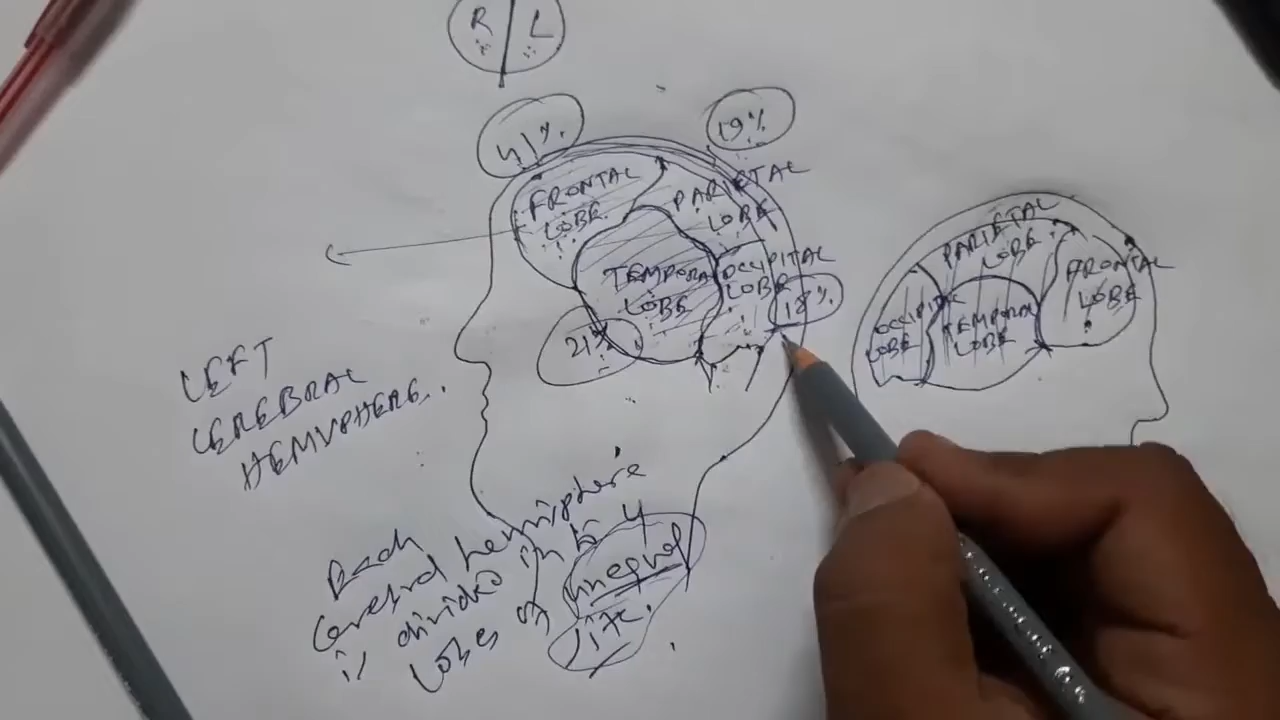 R L
41%.
19%
FRONTAL
LOBE.
PARIETAL
LOBE
TEMPORAL
LOBE
OCCIPITAL
LOBE
18%
21%
PARIETAL
LOBE
FRONTAL
LOBE
OCCIPITAL
LOBE
TEMPORAL
LOBE
LEFT
CEREBRAL
HEMISPHERE.
Each
cerebral hemisphere
is divided in to 4
lobes of unequal
size.